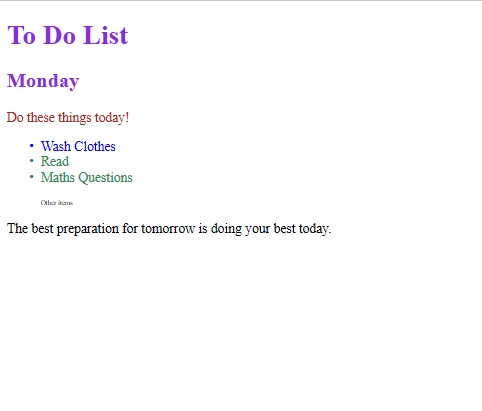 To Do List
Monday
Do these things today!
• Wash Clothes
• Read
• Maths Questions
Other items
The best preparation for tomorrow is doing your best today.